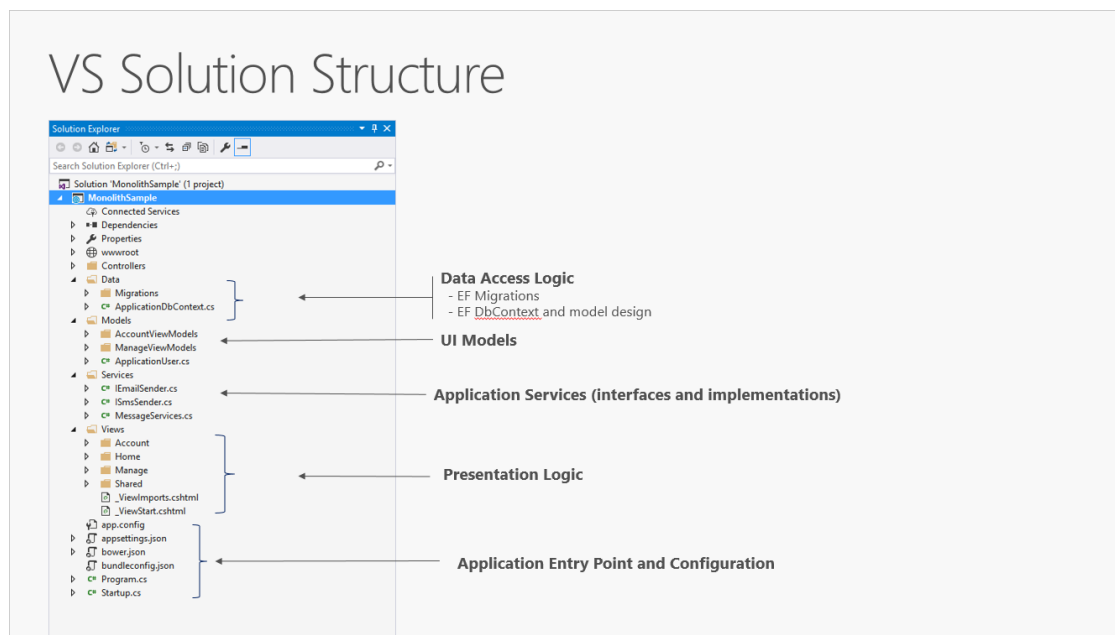 VS Solution Structure
Solution Explorer
Search Solution Explorer (Ctrl+;)
Solution 'MonolithSample' (1 project)
MonolithSample
Connected Services
Dependencies
Properties
wwwroot
Controllers
Data
Migrations
ApplicationDbContext.cs
Models
AccountViewModels
ManageViewModels
C# ApplicationUser.cs
Services
C# IEmailSender.cs
C# ISmsSender.cs
C# MessageServices.cs
Views
Account
Home
Manage
Shared
_ViewImports.cshtml
_ViewStart.cshtml
app.config
appsettings.json
bower.json
bundleconfig.json
C# Program.cs
C# Startup.cs
Data Access Logic
- EF Migrations
- EF DbContext and model design
UI Models
Application Services (interfaces and implementations)
Presentation Logic
Application Entry Point and Configuration